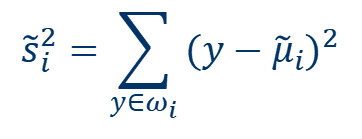 s̃ᵢ² = ∑_{y∈ωᵢ} (y − μ̃ᵢ)²